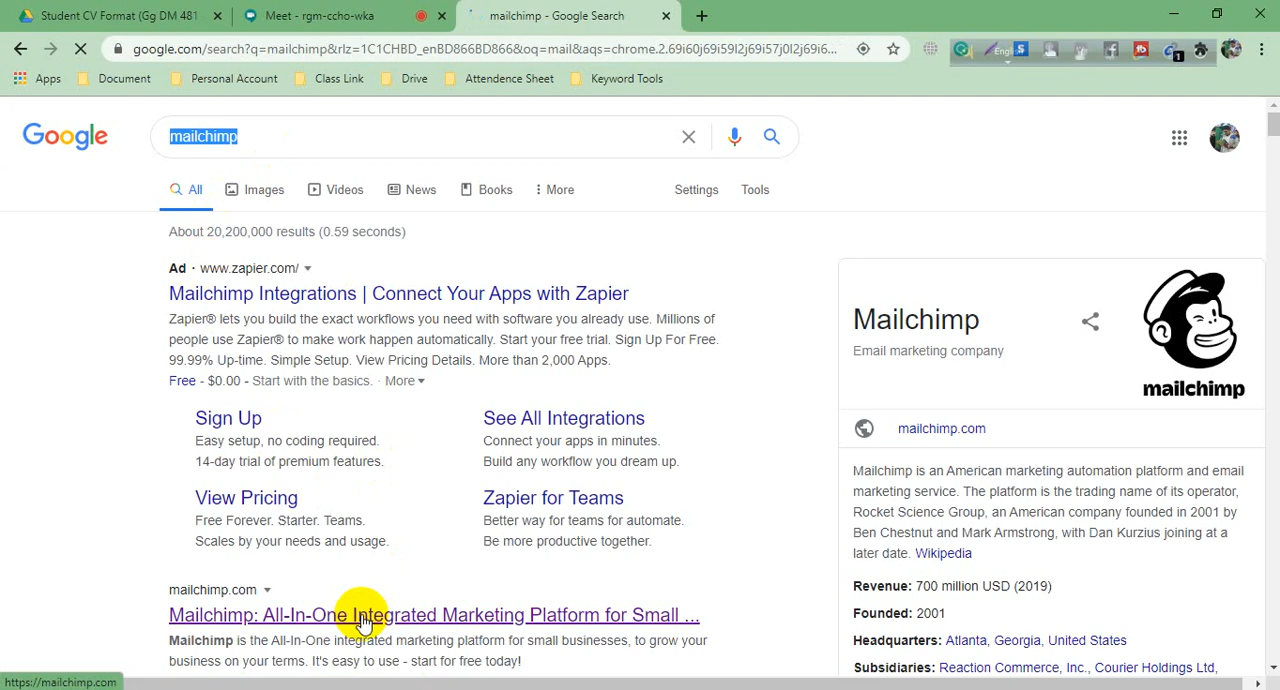 Student CV Format (Gg DM 481
Meet - rgm-ccho-wka
mailchimp - Google Search
google.com/search?q=mailchimp&rlz=1C1CHBD_enBD866BD866&oq=mail&aqs=chrome.2.69i60j69i59l2j69i57j0l2j69i6...
Apps
Document
Personal Account
Class Link
Drive
Attendence Sheet
Keyword Tools
Google
mailchimp
All
Images
Videos
News
Books
More
Settings
Tools
About 20,200,000 results (0.59 seconds)
Ad · www.zapier.com/
Mailchimp Integrations | Connect Your Apps with Zapier
Zapier® lets you build the exact workflows you need with software you already use. Millions of
people use Zapier® to make work happen automatically. Start your free trial. Sign Up For Free.
99.99% Up-time. Simple Setup. View Pricing Details. More than 2,000 Apps.
Free - $0.00 - Start with the basics. · More
Sign Up
Easy setup, no coding required.
14-day trial of premium features.
See All Integrations
Connect your apps in minutes.
Build any workflow you dream up.
View Pricing
Free Forever. Starter. Teams.
Scales by your needs and usage.
Zapier for Teams
Better way for teams for automate.
Be more productive together.
mailchimp.com
Mailchimp: All-In-One Integrated Marketing Platform for Small ...
Mailchimp is the All-In-One integrated marketing platform for small businesses, to grow your
business on your terms. It's easy to use - start for free today!
Mailchimp
Email marketing company
mailchimp
mailchimp.com
Mailchimp is an American marketing automation platform and email
marketing service. The platform is the trading name of its operator,
Rocket Science Group, an American company founded in 2001 by
Ben Chestnut and Mark Armstrong, with Dan Kurzius joining at a
later date. Wikipedia
Revenue: 700 million USD (2019)
Founded: 2001
Headquarters: Atlanta, Georgia, United States
Subsidiaries: Reaction Commerce, Inc., Courier Holdings Ltd,
https://mailchimp.com